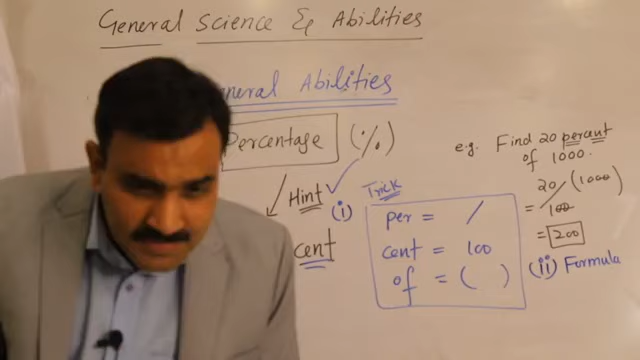 General Science & Abilities
General Abilities
Percentage (%)
Hint
cent
(i)
Trick
per = /
cent = 100
of = ( )
e.g. Find 20 percent
of 1000.
20/100 (1000)
= 200
(ii) Formula